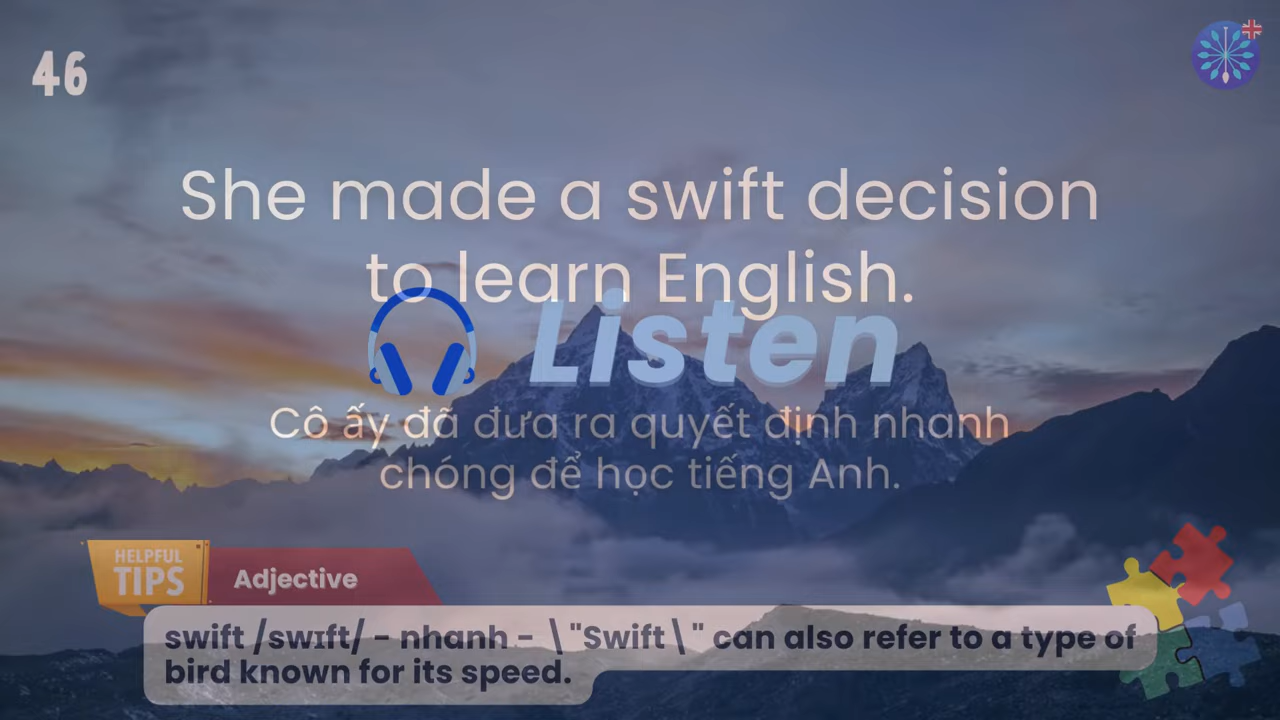 46
She made a swift decision
to learn English.
Listen
Cô ấy đã đưa ra quyết định nhanh
chóng để học tiếng Anh.
HELPFUL
TIPS
Adjective
swift /swɪft/ - nhanh - \"Swift\" can also refer to a type of
bird known for its speed.